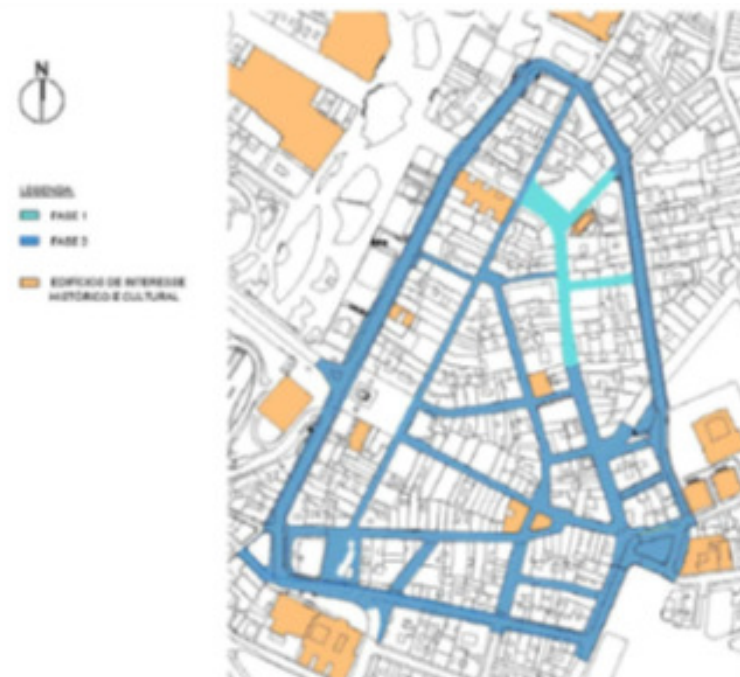 N
LEGENDA
FASE 1
FASE 2
EDIFÍCIOS DE INTERESSE
HISTÓRICO E CULTURAL